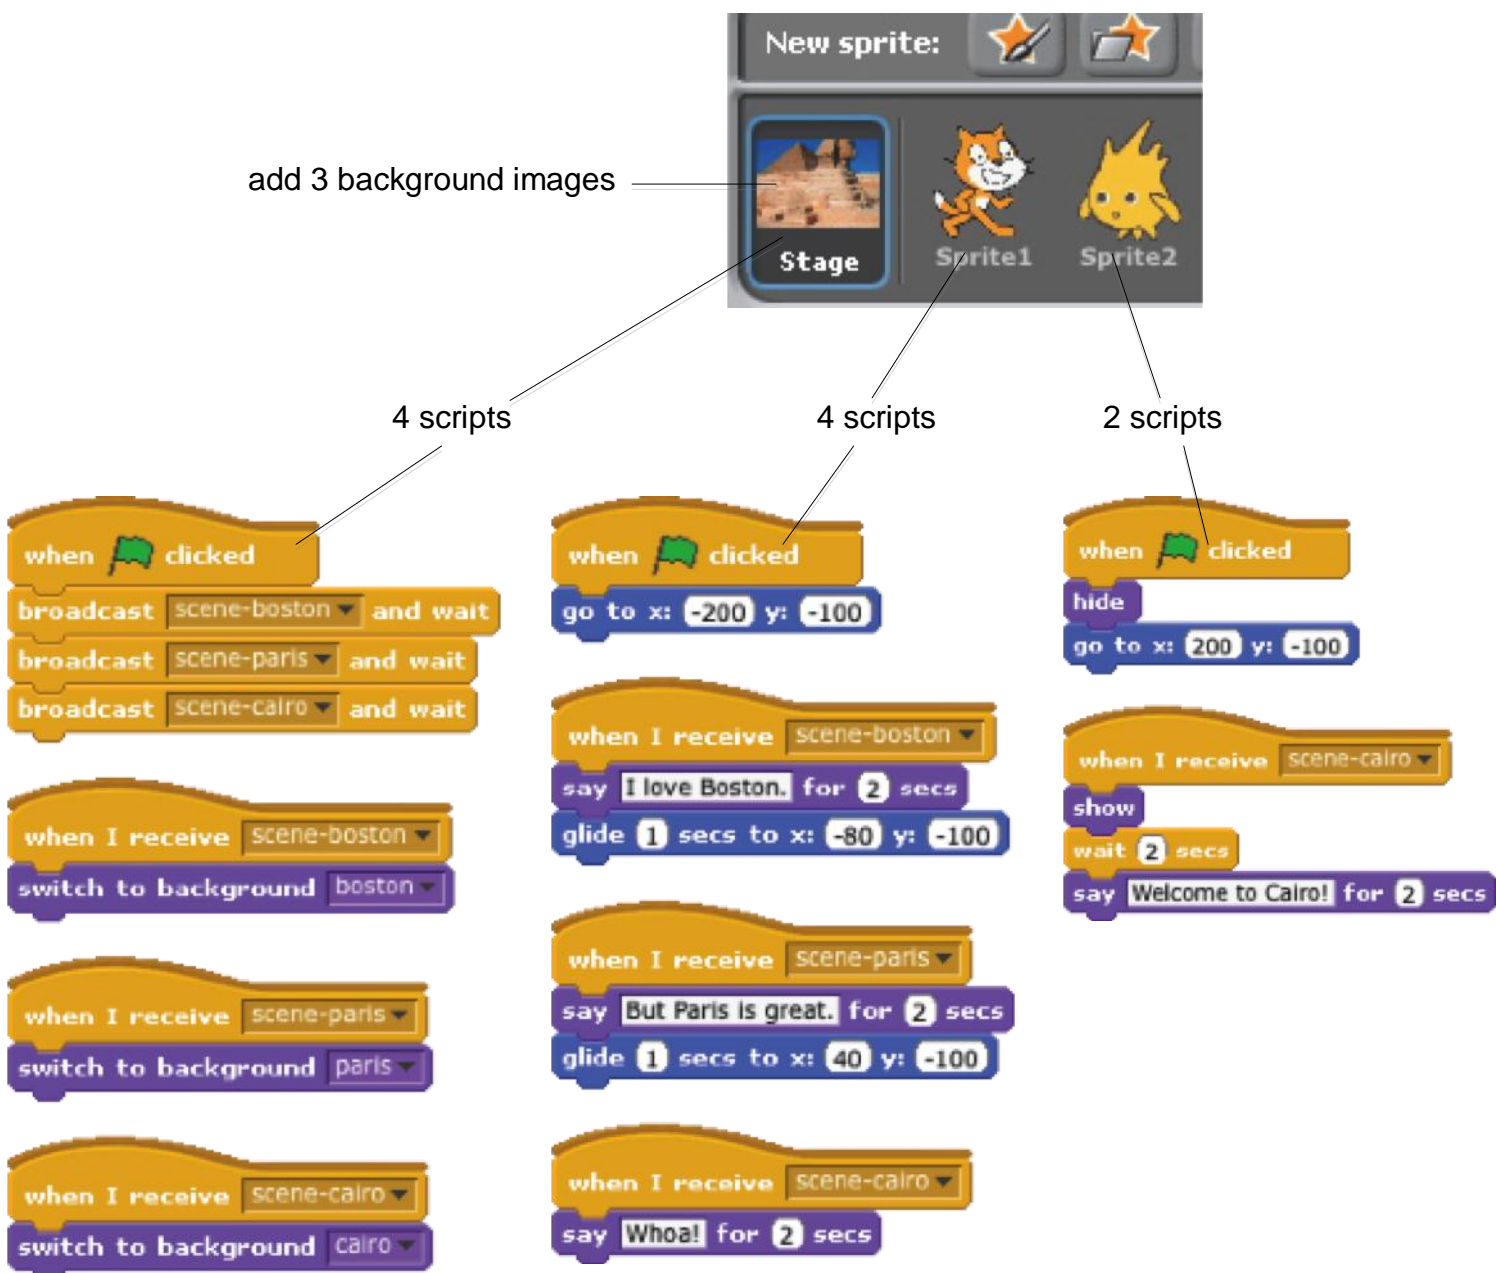 New sprite:
add 3 background images
Stage
Sprite1
Sprite2
4 scripts
4 scripts
2 scripts
when clicked
broadcast scene-boston and wait
broadcast scene-paris and wait
broadcast scene-cairo and wait
when I receive scene-boston
switch to background boston
when I receive scene-paris
switch to background paris
when I receive scene-cairo
switch to background cairo
when clicked
go to x: -200 y: -100
when I receive scene-boston
say I love Boston. for 2 secs
glide 1 secs to x: -80 y: -100
when I receive scene-paris
say But Paris is great. for 2 secs
glide 1 secs to x: 40 y: -100
when I receive scene-cairo
say Whoa! for 2 secs
when clicked
hide
go to x: 200 y: -100
when I receive scene-cairo
show
wait 2 secs
say Welcome to Cairo! for 2 secs